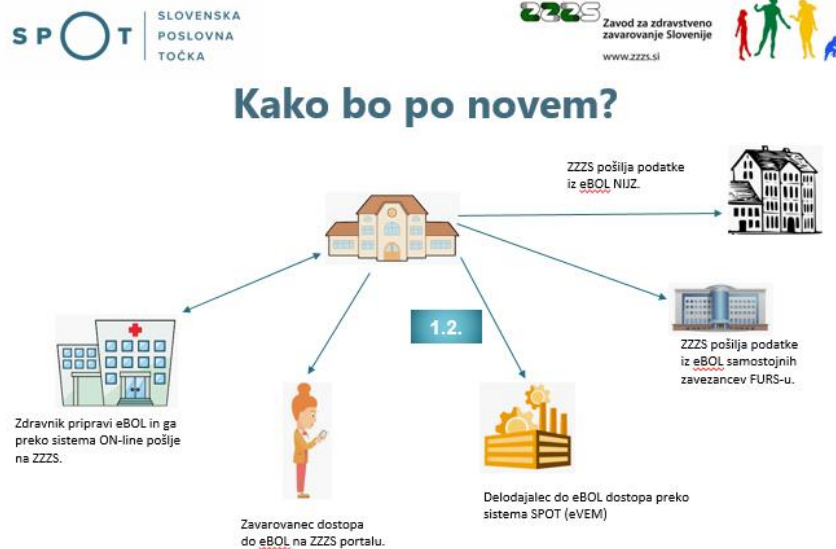 SPOT
SLOVENSKA
POSLOVNA
TOČKA
ZZZS
Zavod za zdravstveno
zavarovanje Slovenije
www.zzzs.si
Kako bo po novem?
ZZZS pošilja podatke
iz eBOL NIJZ.
1.2.
ZZZS pošilja podatke
iz eBOL samostojnih
zavezancev FURS-u.
Zdravnik pripravi eBOL in ga
preko sistema ON-line pošlje
na ZZZS.
Delodajalec do eBOL dostopa preko
sistema SPOT (eVEM)
Zavarovanec dostopa
do eBOL na ZZZS portalu.